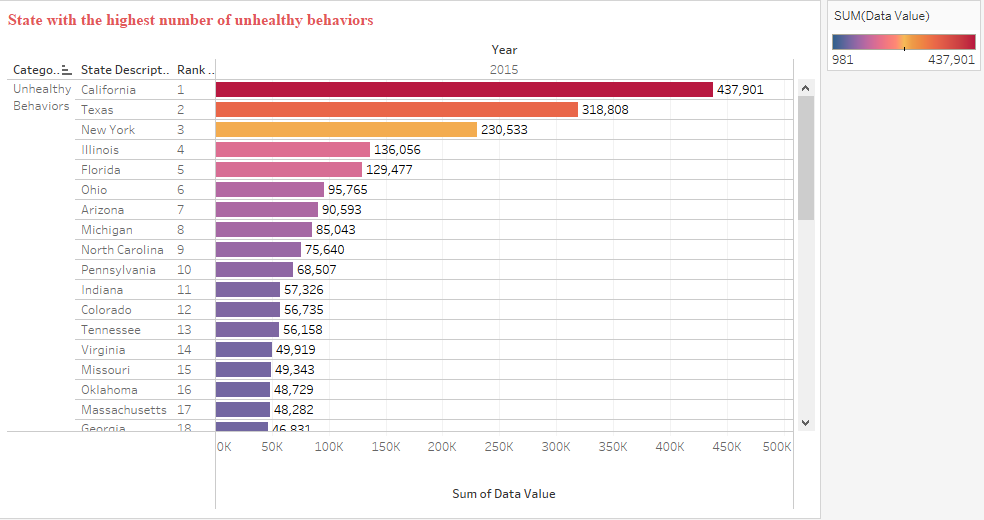 State with the highest number of unhealthy behaviors
SUM(Data Value)
981 437,901
Year
Catego.. State Descript.. Rank .. 2015
Unhealthy Behaviors
California 1 437,901
Texas 2 318,808
New York 3 230,533
Illinois 4 136,056
Florida 5 129,477
Ohio 6 95,765
Arizona 7 90,593
Michigan 8 85,043
North Carolina 9 75,640
Pennsylvania 10 68,507
Indiana 11 57,326
Colorado 12 56,735
Tennessee 13 56,158
Virginia 14 49,919
Missouri 15 49,343
Oklahoma 16 48,729
Massachusetts 17 48,282
Georgia 18 46,831
0K 50K 100K 150K 200K 250K 300K 350K 400K 450K 500K
Sum of Data Value